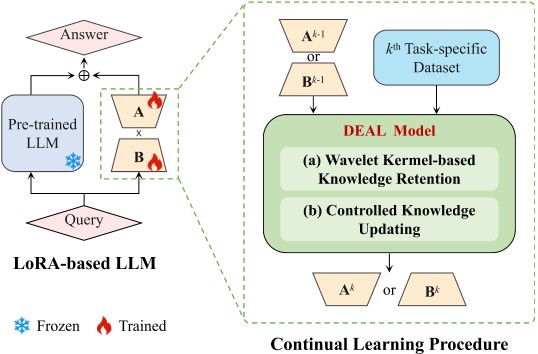 Answer
Pre-trained
LLM
A
x
B
Query
LoRA-based LLM
Frozen
Trained
A^{k-1}
or
B^{k-1}
k^{th} Task-specific
Dataset
DEAL Model
(a) Wavelet Kernel-based
Knowledge Retention
(b) Controlled Knowledge
Updating
A^k or B^k
Continual Learning Procedure